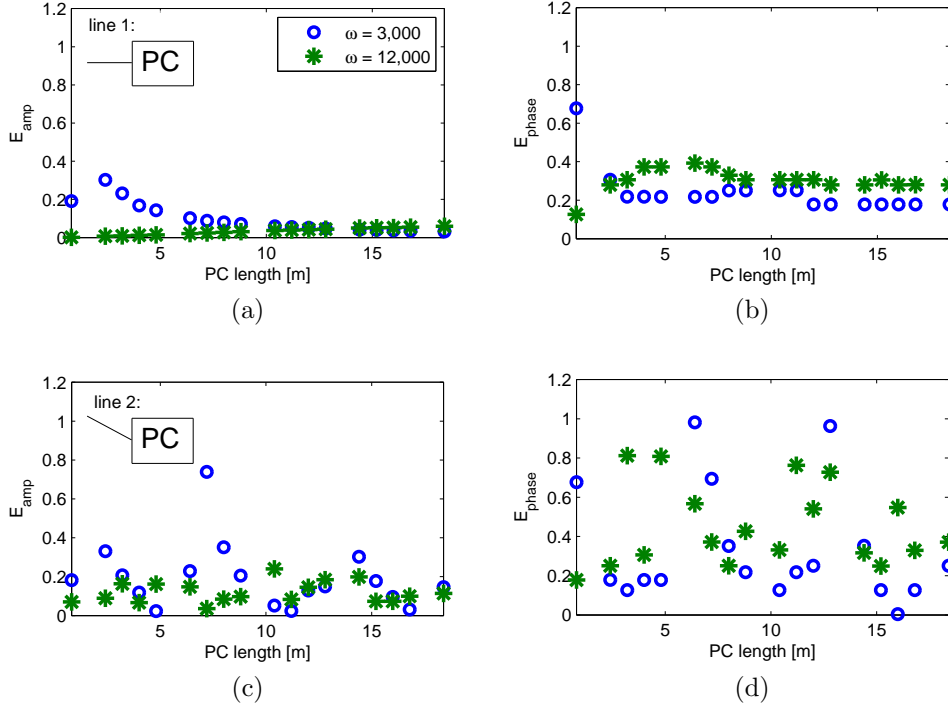 line 1:
PC
ω = 3,000
ω = 12,000
1.2
1
0.8
0.6
0.4
0.2
0
E_amp
5
10
15
PC length [m]
(a)
1.2
1
0.8
0.6
0.4
0.2
0
E_phase
5
10
15
PC length [m]
(b)
line 2:
PC
1.2
1
0.8
0.6
0.4
0.2
0
E_amp
5
10
15
PC length [m]
(c)
1.2
1
0.8
0.6
0.4
0.2
0
E_phase
5
10
15
PC length [m]
(d)